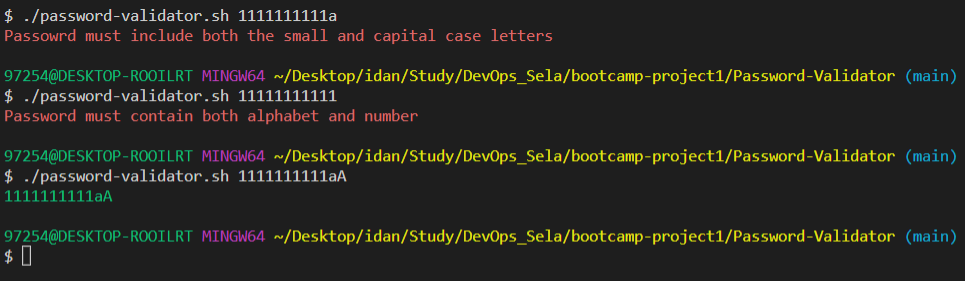 $ ./password-validator.sh 1111111111a
Passowrd must include both the small and capital case letters
97254@DESKTOP-ROOILRT MINGW64 ~/Desktop/idan/Study/DevOps_Sela/bootcamp-project1/Password-Validator (main)
$ ./password-validator.sh 11111111111
Password must contain both alphabet and number
97254@DESKTOP-ROOILRT MINGW64 ~/Desktop/idan/Study/DevOps_Sela/bootcamp-project1/Password-Validator (main)
$ ./password-validator.sh 1111111111aA
1111111111aA
97254@DESKTOP-ROOILRT MINGW64 ~/Desktop/idan/Study/DevOps_Sela/bootcamp-project1/Password-Validator (main)
$